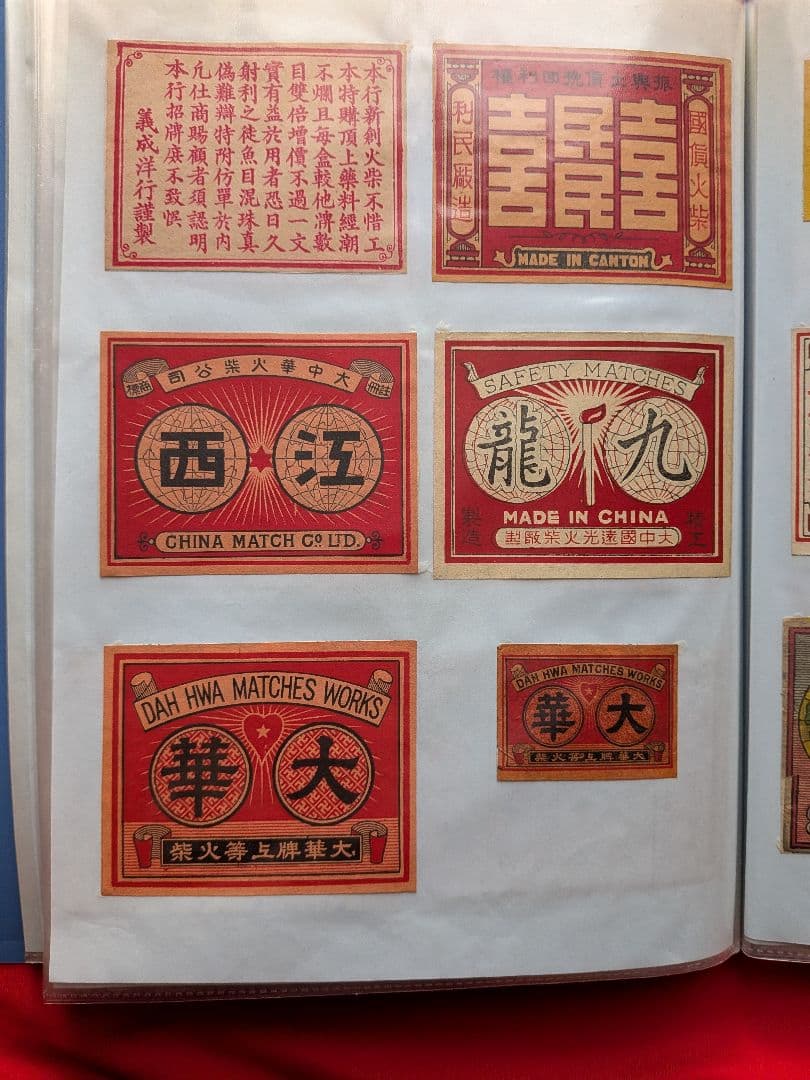 本行新創火柴不惜工
本特購頂上藥料經潮
不爛且每盒較他牌數
目雙倍增價不過一文
實有益於用者恐日久
射利之徒魚目混珠真
偽難辯特附仿單於內
凢仕商賜顧者須認明
本行招牌庶不致悞
義成洋行謹製
振興土貨挽回利權
國貨火柴
利民廠造
MADE IN CANTON
註冊
大中華火柴公司
商標
江西
CHINA MATCH Co LTD.
SAFETY MATCHES
九龍
MADE IN CHINA
精工
製造
大中國遠光火柴廠製
DAH HWA MATCHES WORKS
大華
大華牌上等火柴
DAH HWA MATCHES WORKS
大華
大華牌上等火柴